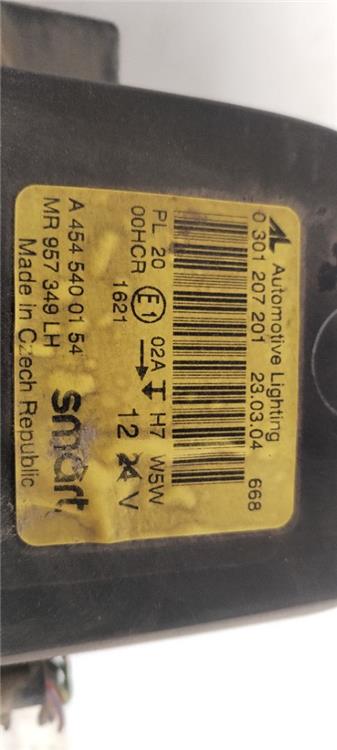 AL Automotive Lighting
0 301 207 201 23.03.04 668
PL 20 E1 02A H7 W5W
00HCR 1621 12 24 V
A 454 540 01 54
MR 957 349 LH smart
Made in Czech Republic